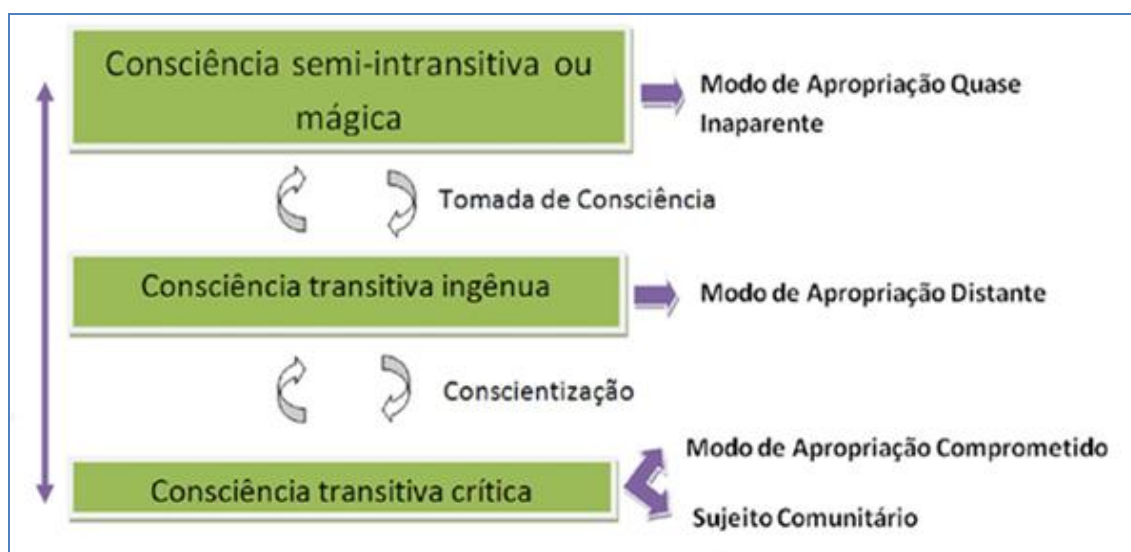 Consciência semi-intransitiva ou
mágica
Modo de Apropriação Quase
Inaparente
Tomada de Consciência
Consciência transitiva ingênua
Modo de Apropriação Distante
Conscientização
Modo de Apropriação Comprometido
Consciência transitiva crítica
Sujeito Comunitário